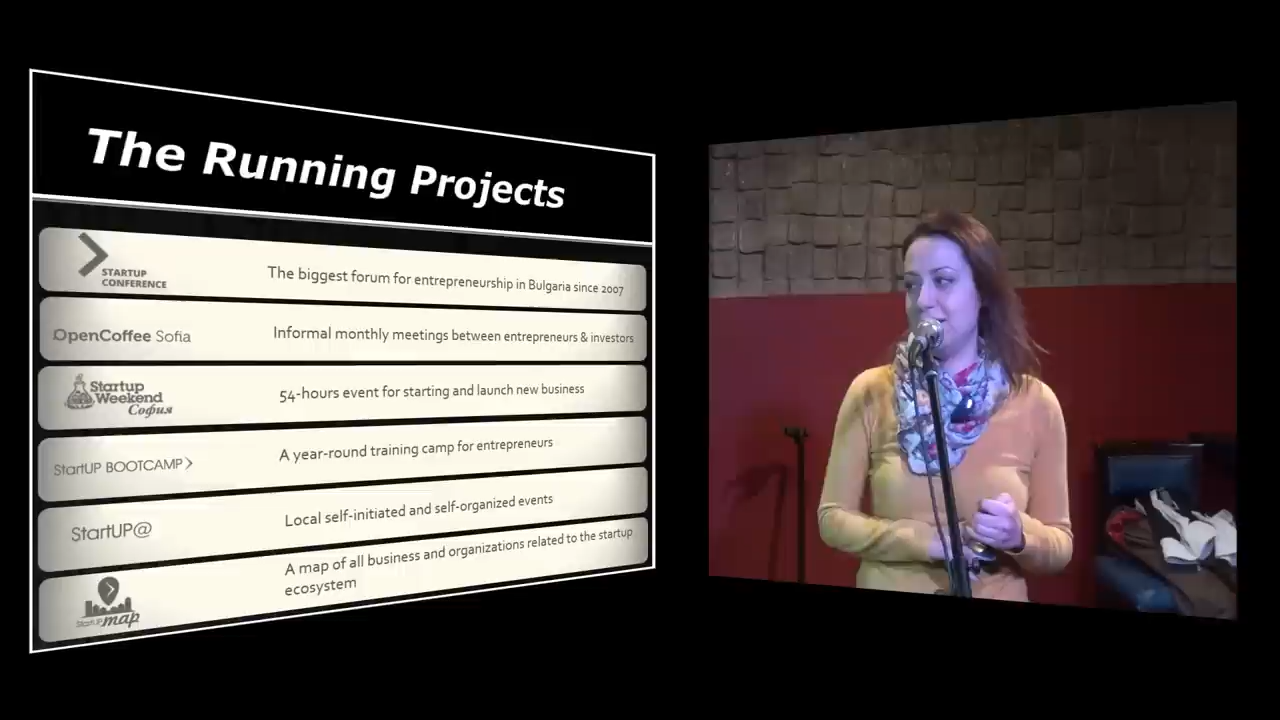 The Running Projects
STARTUP
CONFERENCE
The biggest forum for entrepreneurship in Bulgaria since 2007
OpenCoffee Sofia
Informal monthly meetings between entrepreneurs & investors
Startup
Weekend
София
54-hours event for starting and launch new business
StartUP BOOTCAMP
A year-round training camp for entrepreneurs
StartUP@
Local self-initiated and self-organized events
StartUP map
A map of all business and organizations related to the startup
ecosystem